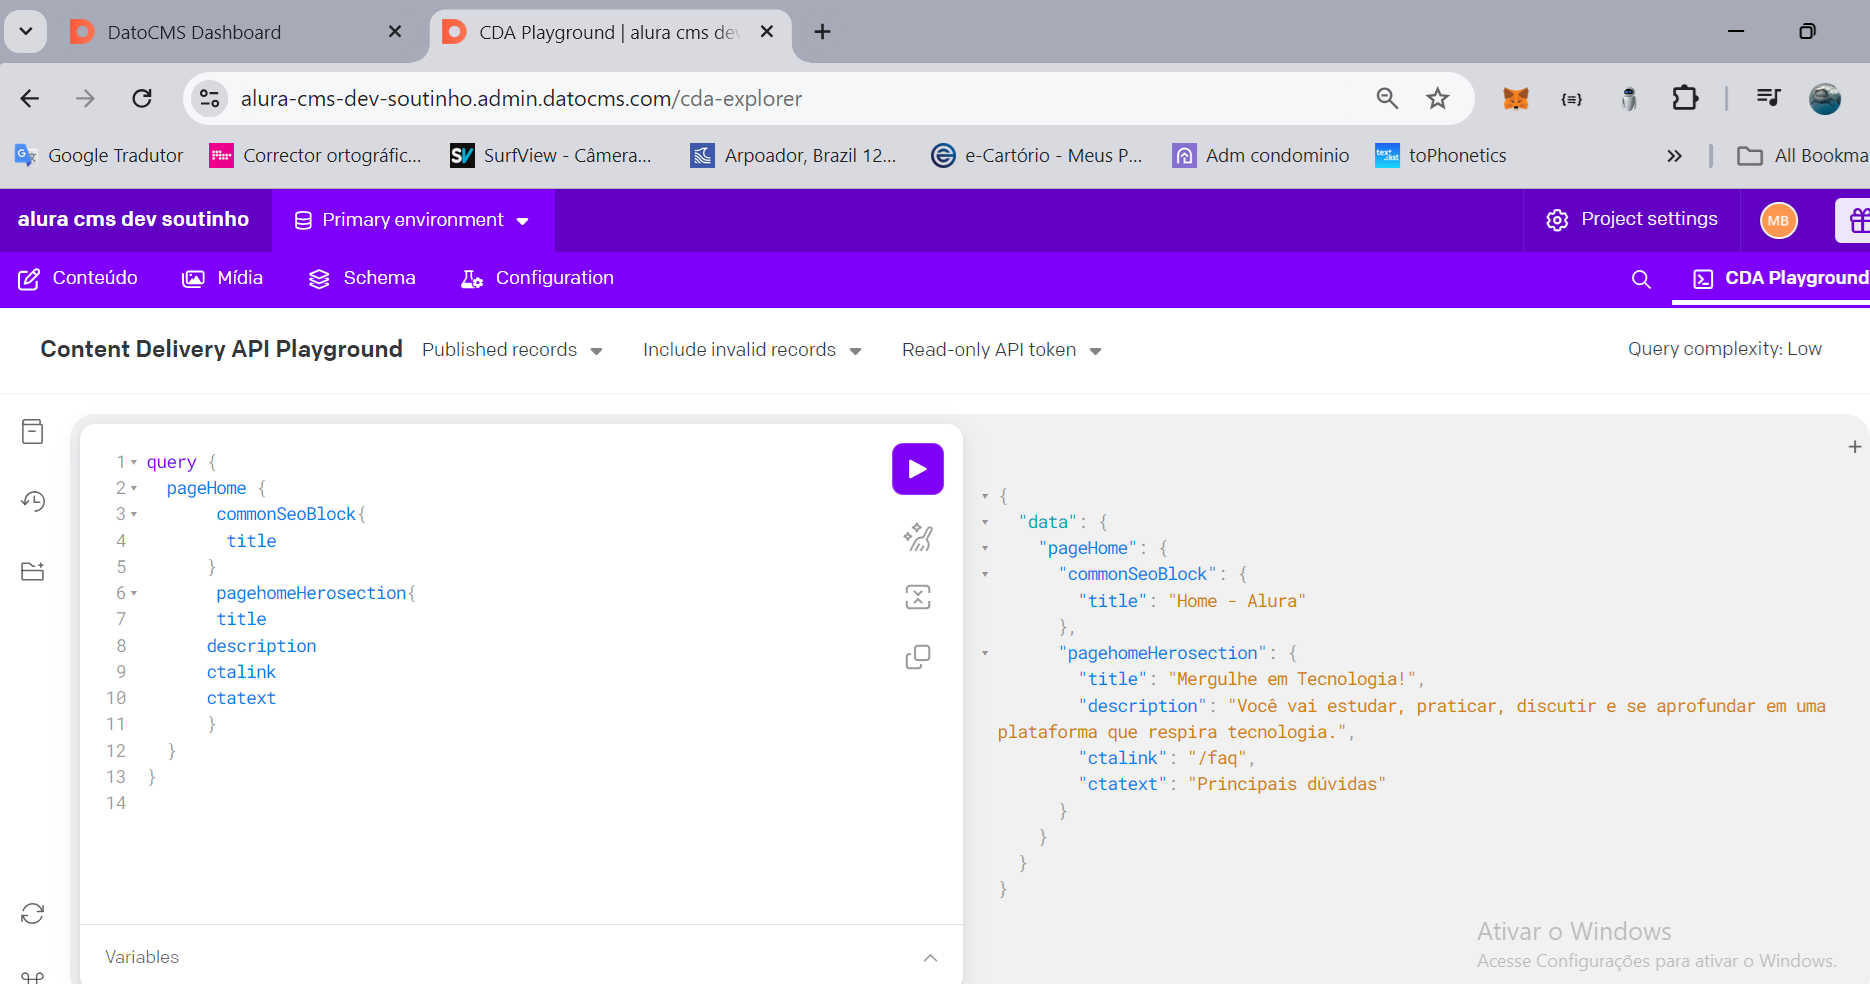 DatoCMS Dashboard
CDA Playground | alura cms dev
alura-cms-dev-soutinho.admin.datocms.com/cda-explorer
Google Tradutor
Corrector ortográfic...
SurfView - Câmera...
Arpoador, Brazil 12...
e-Cartório - Meus P...
Adm condominio
toPhonetics
All Bookma
alura cms dev soutinho
Primary environment
Project settings
MB
Conteúdo
Mídia
Schema
Configuration
CDA Playground
Content Delivery API Playground
Published records
Include invalid records
Read-only API token
Query complexity: Low
1 query {
2 pageHome {
3 commonSeoBlock{
4 title
5 }
6 pagehomeHerosection{
7 title
8 description
9 ctalink
10 ctatext
11 }
12 }
13 }
14
{
"data": {
"pageHome": {
"commonSeoBlock": {
"title": "Home - Alura"
},
"pagehomeHerosection": {
"title": "Mergulhe em Tecnologia!",
"description": "Você vai estudar, praticar, discutir e se aprofundar em uma
plataforma que respira tecnologia.",
"ctalink": "/faq",
"ctatext": "Principais dúvidas"
}
}
}
}
Variables
Ativar o Windows
Acesse Configurações para ativar o Windows.